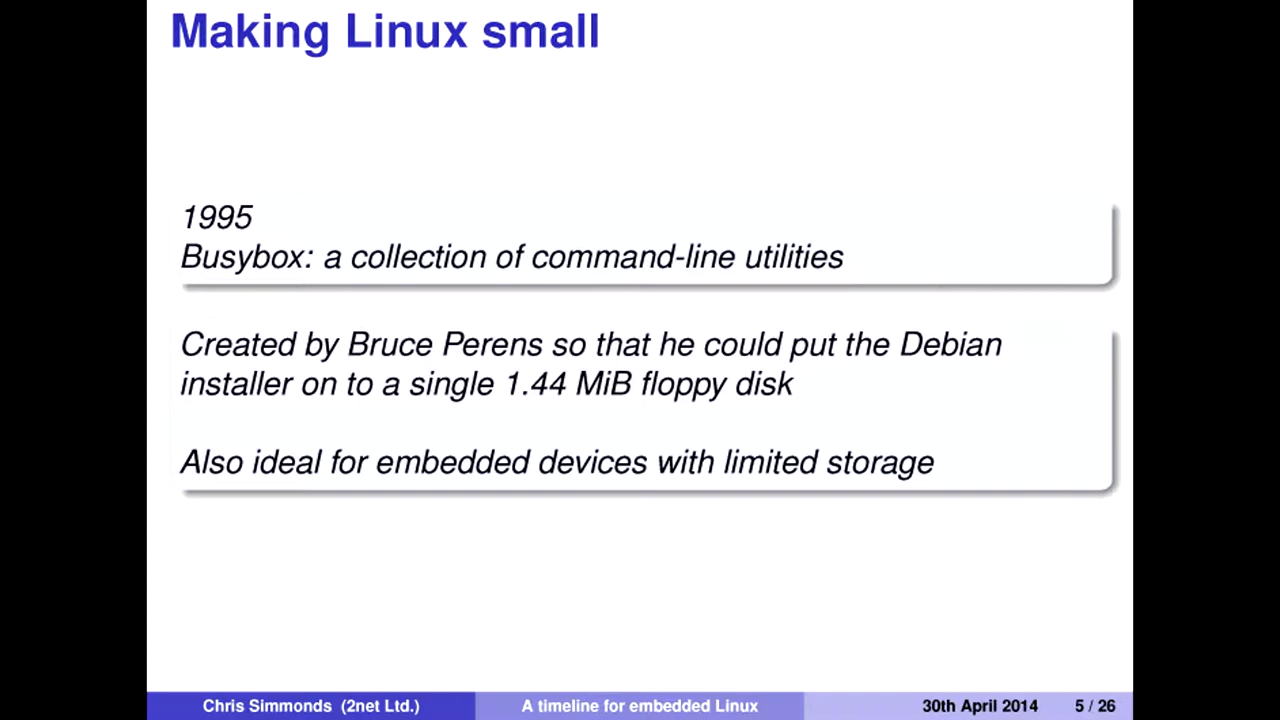 Making Linux small
1995
Busybox: a collection of command-line utilities
Created by Bruce Perens so that he could put the Debian
installer on to a single 1.44 MiB floppy disk
Also ideal for embedded devices with limited storage
Chris Simmonds (2net Ltd.) A timeline for embedded Linux 30th April 2014 5 / 26